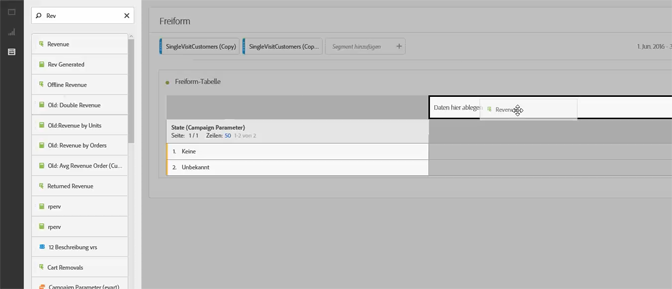 Rev
Revenue
Rev Generated
Offline Revenue
Old: Double Revenue
Old:Revenue by Units
Old: Revenue by Orders
Old: Avg Revenue Order (Cu...
Returned Revenue
rperv
rperv
12 Beschreibung vrs
Cart Removals
Campaign Parameter (exact)
Freiform
SingleVisitCustomers (Copy)
SingleVisitCustomers (Cop...
Segment hinzufügen
1. Jun. 2016 -
Freiform-Tabelle
Daten hier ablegen
Revenue
State (Campaign Parameter)
Seite: 1 / 1 Zeilen: 50 1-2 von 2
1. Keine
2. Unbekannt